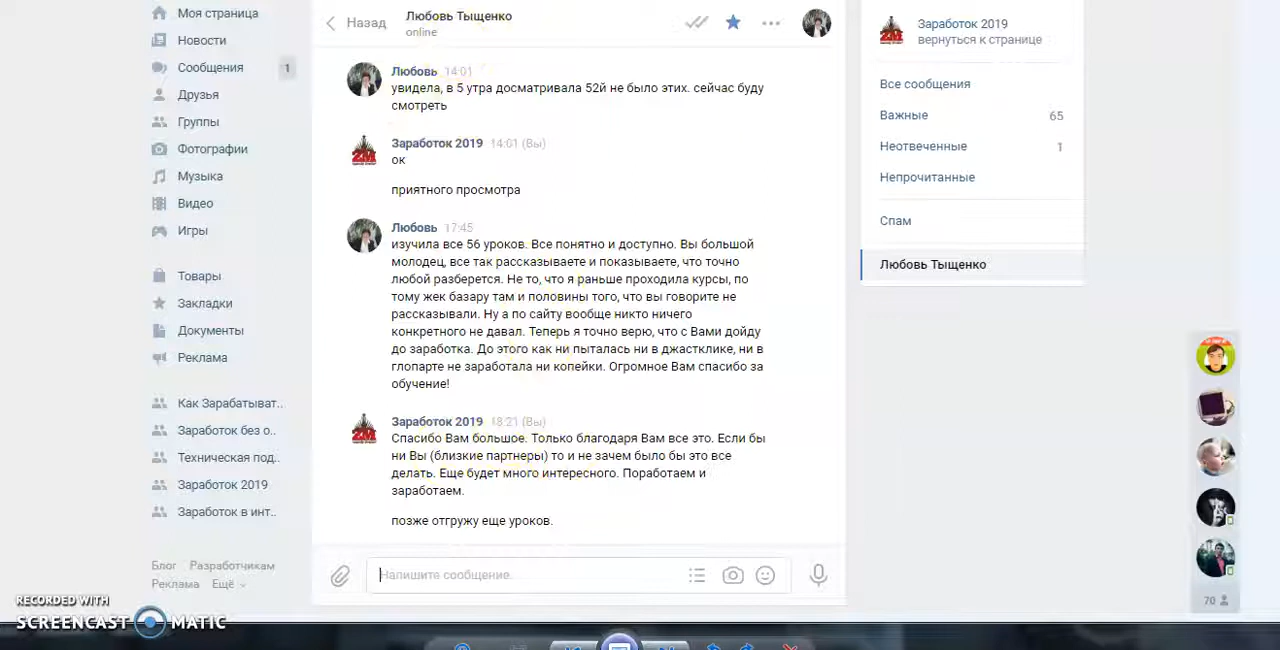 Моя страница
Новости
Сообщения 1
Друзья
Группы
Фотографии
Музыка
Видео
Игры
Товары
Закладки
Документы
Реклама
Как Зарабатыват..
Заработок без о..
Техническая под..
Заработок 2019
Заработок в инт..
Блог Разработчикам
Реклама Ещё
RECORDED WITH
SCREENCAST MATIC
Назад
Любовь Тыщенко
online
Любовь 14:01
увидела, в 5 утра досматривала 52й не было этих. сейчас буду
смотреть
Заработок 2019 14:01 (Вы)
ок
приятного просмотра
Любовь 17:45
изучила все 56 уроков. Все понятно и доступно. Вы большой
молодец, все так рассказываете и показываете, что точно
любой разберется. Не то, что я раньше проходила курсы, по
тому жек базару там и половины того, что вы говорите не
рассказывали. Ну а по сайту вообще никто ничего
конкретного не давал. Теперь я точно верю, что с Вами дойду
до заработка. До этого как ни пыталась ни в джастклике, ни в
глопарте не заработала ни копейки. Огромное Вам спасибо за
обучение!
Заработок 2019 18:21 (Вы)
Спасибо Вам большое. Только благодаря Вам все это. Если бы
ни Вы (близкие партнеры) то и не зачем было бы это все
делать. Еще будет много интересного. Поработаем и
заработаем.
позже отгружу еще уроков.
Напишите сообщение..
Заработок 2019
вернуться к странице
Все сообщения
Важные 65
Неотвеченные 1
Непрочитанные
Спам
Любовь Тыщенко
70